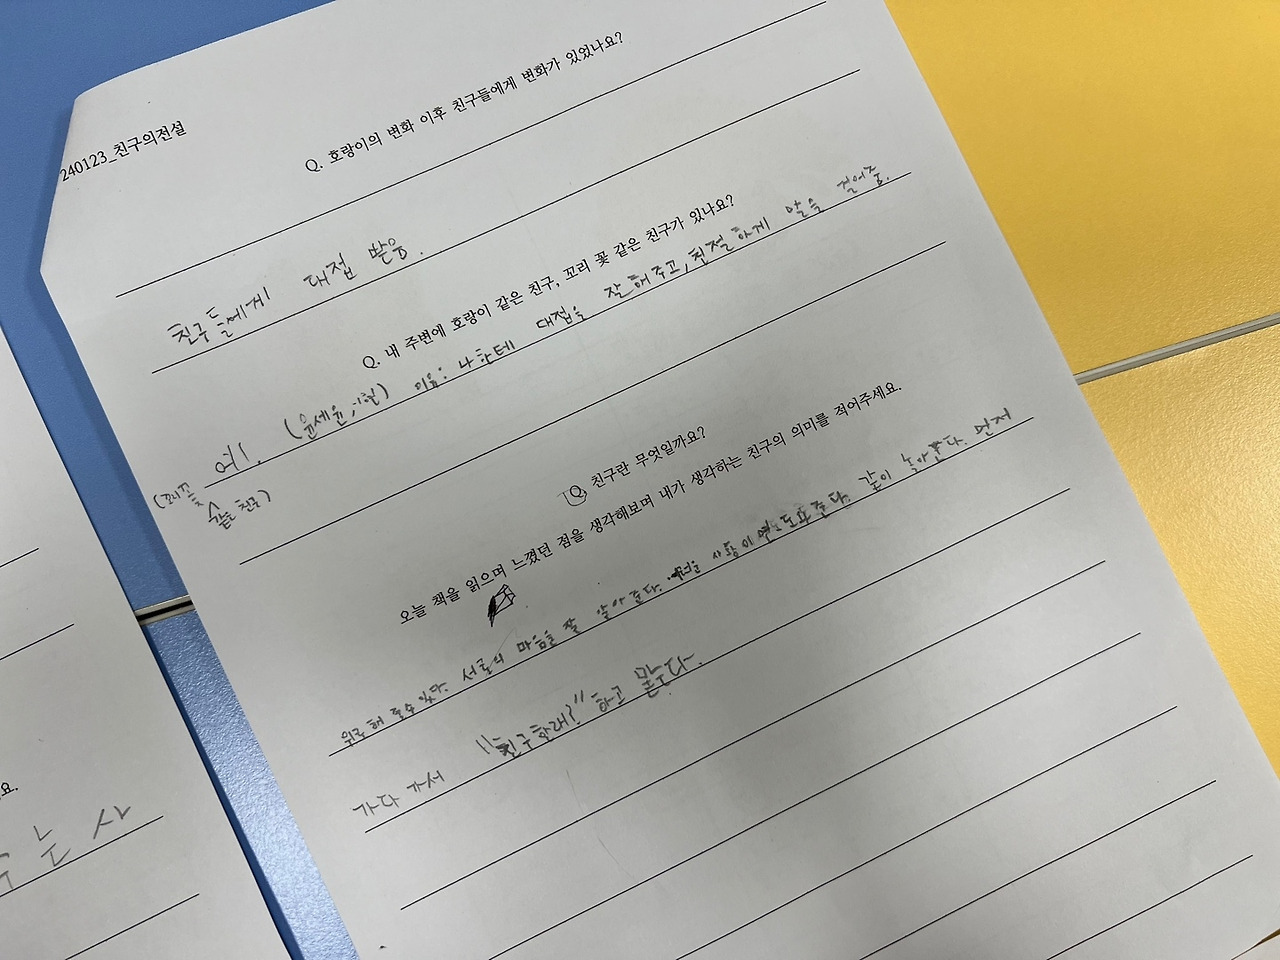 240123_친구의전설
Q. 호랑이의 변화 이후 친구들에게 변화가 있었나요?
친구들에게 대접 받음.
Q. 내 주변에 호랑이 같은 친구, 꼬리 꽃 같은 친구가 있나요?
예!. (윤세윤, ) 이유: 나한테 대접을 잘해주고, 친절하게 말을 걸어줌.
(꼬리꽃 같은 친구)
Q. 친구란 무엇일까요?
오늘 책을 읽으며 느꼈던 점을 생각해보며 내가 생각하는 친구의 의미를 적어주세요.
위로해 줄수있다. 서로의 마음을 잘 알아준다. 사람이 도와준다. 같이 놀아준다. 먼저
가다 가서 "친구할래?" 하고 묻다.
요.
는 사